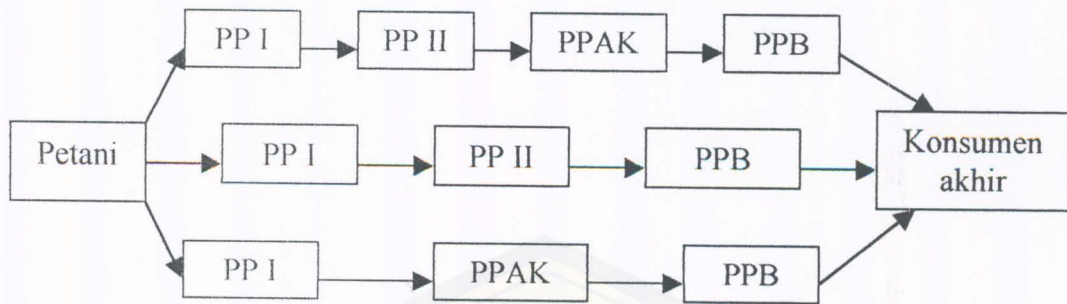 PP I
PP II
PPAK
PPB
Petani
PP I
PP II
PPB
Konsumen
akhir
PP I
PPAK
PPB